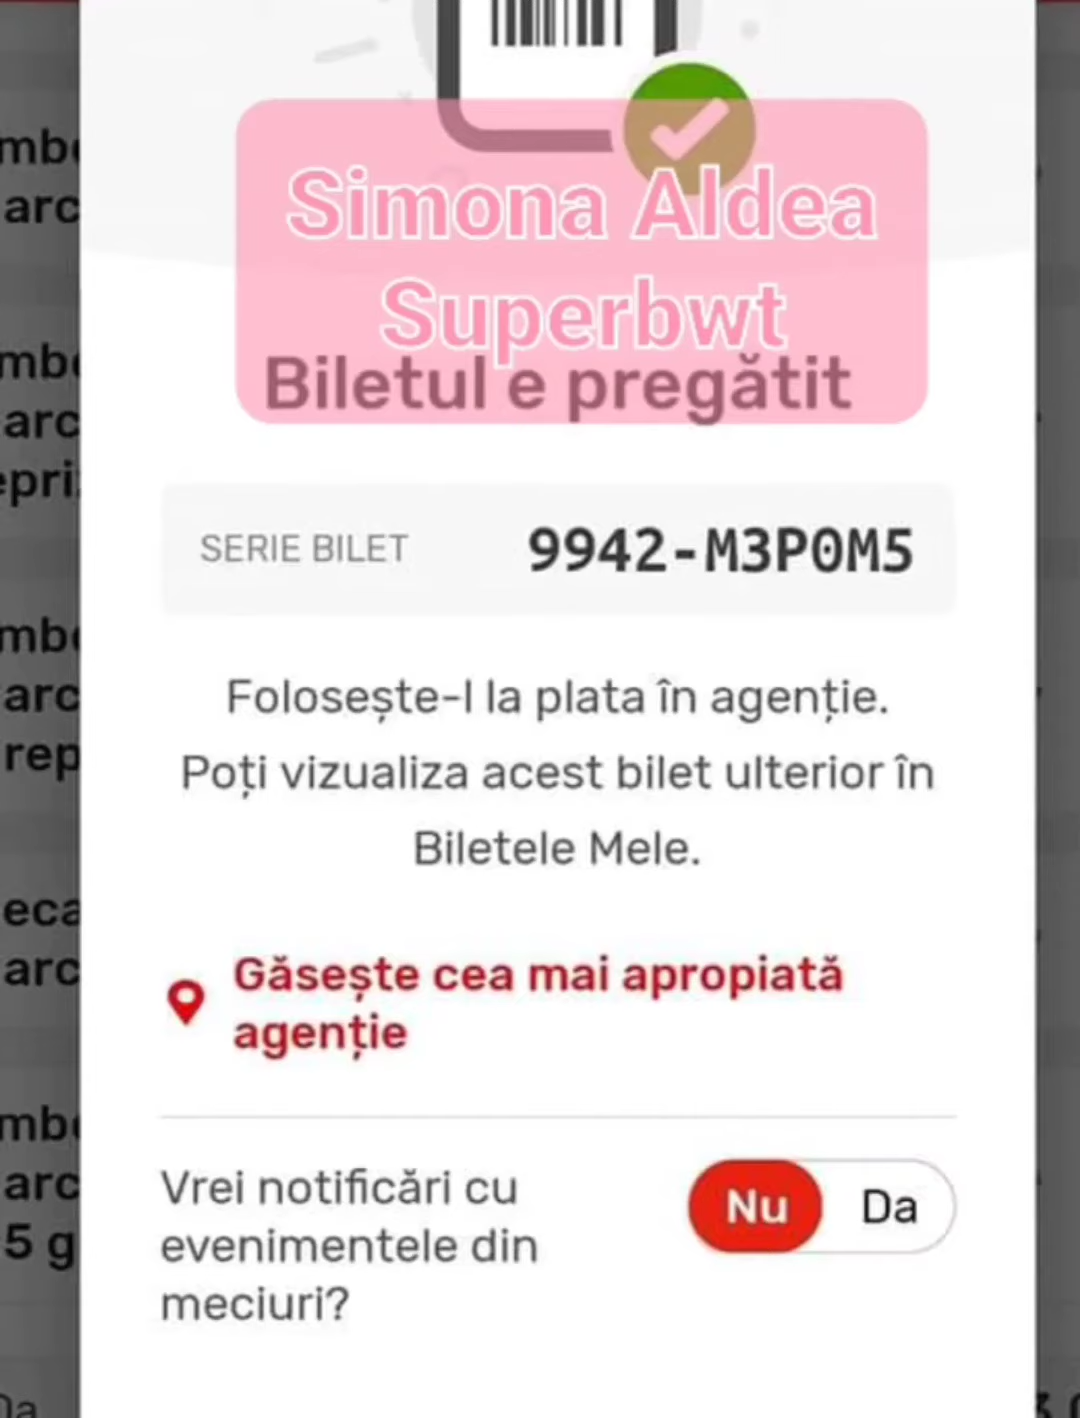 Simona Aldea
Superbwt
Biletul e pregătit
SERIE BILET 9942-M3P0M5
Folosește-l la plata în agenție.
Poți vizualiza acest bilet ulterior în
Biletele Mele.
Găsește cea mai apropiată
agenție
Vrei notificări cu
evenimentele din
meciuri?
Nu Da